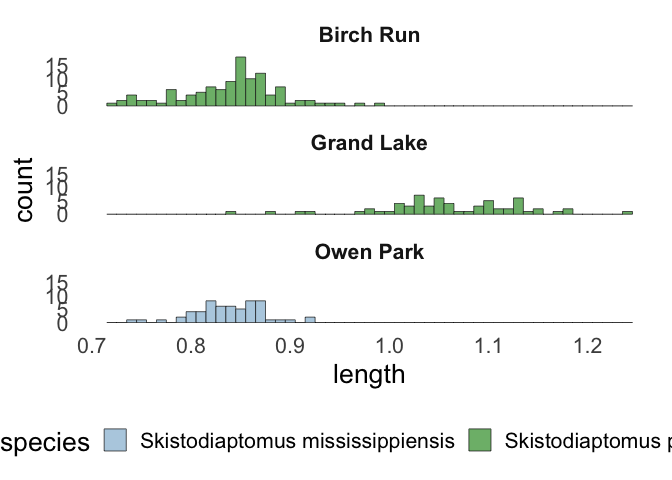 Birch Run
15
10
5
0
Grand Lake
15
10
5
0
Owen Park
15
10
5
0
count
0.7 0.8 0.9 1.0 1.1 1.2
length
species Skistodiaptomus mississippiensis Skistodiaptomus p